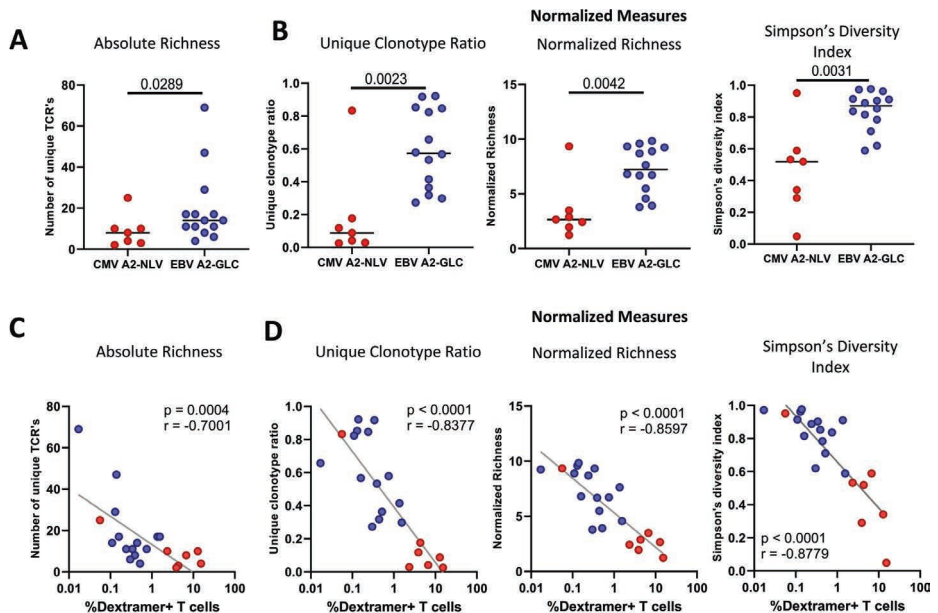 A
Absolute Richness
Number of unique TCR's
80
60
40
20
0
0.0289
CMV A2-NLV
EBV A2-GLC
B
Normalized Measures
Unique Clonotype Ratio
Unique clonotype ratio
1.0
0.8
0.6
0.4
0.2
0.0
0.0023
CMV A2-NLV
EBV A2-GLC
Normalized Richness
Normalized Richness
15
10
5
0
0.0042
CMV A2-NLV
EBV A2-GLC
Simpson's Diversity
Index
Simpson's diversity index
1.0
0.8
0.6
0.4
0.2
0.0
0.0031
CMV A2-NLV
EBV A2-GLC
C
Absolute Richness
Number of unique TCR's
80
60
40
20
0
p = 0.0004
r = -0.7001
0.01
0.1
1
10
100
%Dextramer+ T cells
D
Normalized Measures
Unique Clonotype Ratio
Unique clonotype ratio
1.0
0.8
0.6
0.4
0.2
0.0
p < 0.0001
r = -0.8377
0.01
0.1
1
10
100
%Dextramer+ T cells
Normalized Richness
Normalized Richness
15
10
5
0
p < 0.0001
r = -0.8597
0.01
0.1
1
10
100
%Dextramer+ T cells
Simpson's Diversity
Index
Simpson's diversity index
1.0
0.8
0.6
0.4
0.2
0.0
p < 0.0001
r = -0.8779
0.01
0.1
1
10
100
%Dextramer+ T cells